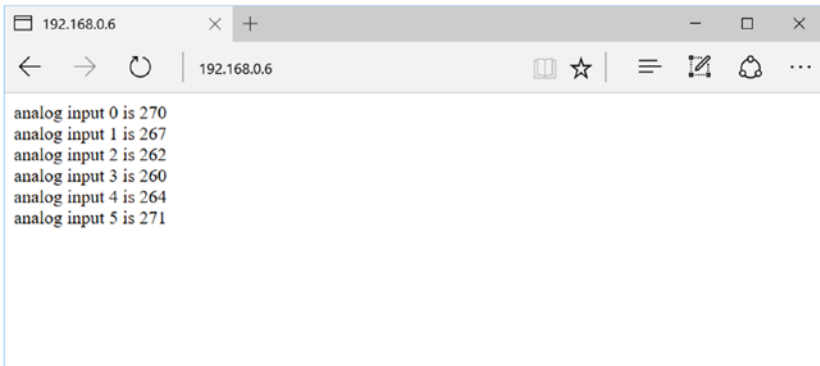 192.168.0.6
192.168.0.6
analog input 0 is 270
analog input 1 is 267
analog input 2 is 262
analog input 3 is 260
analog input 4 is 264
analog input 5 is 271